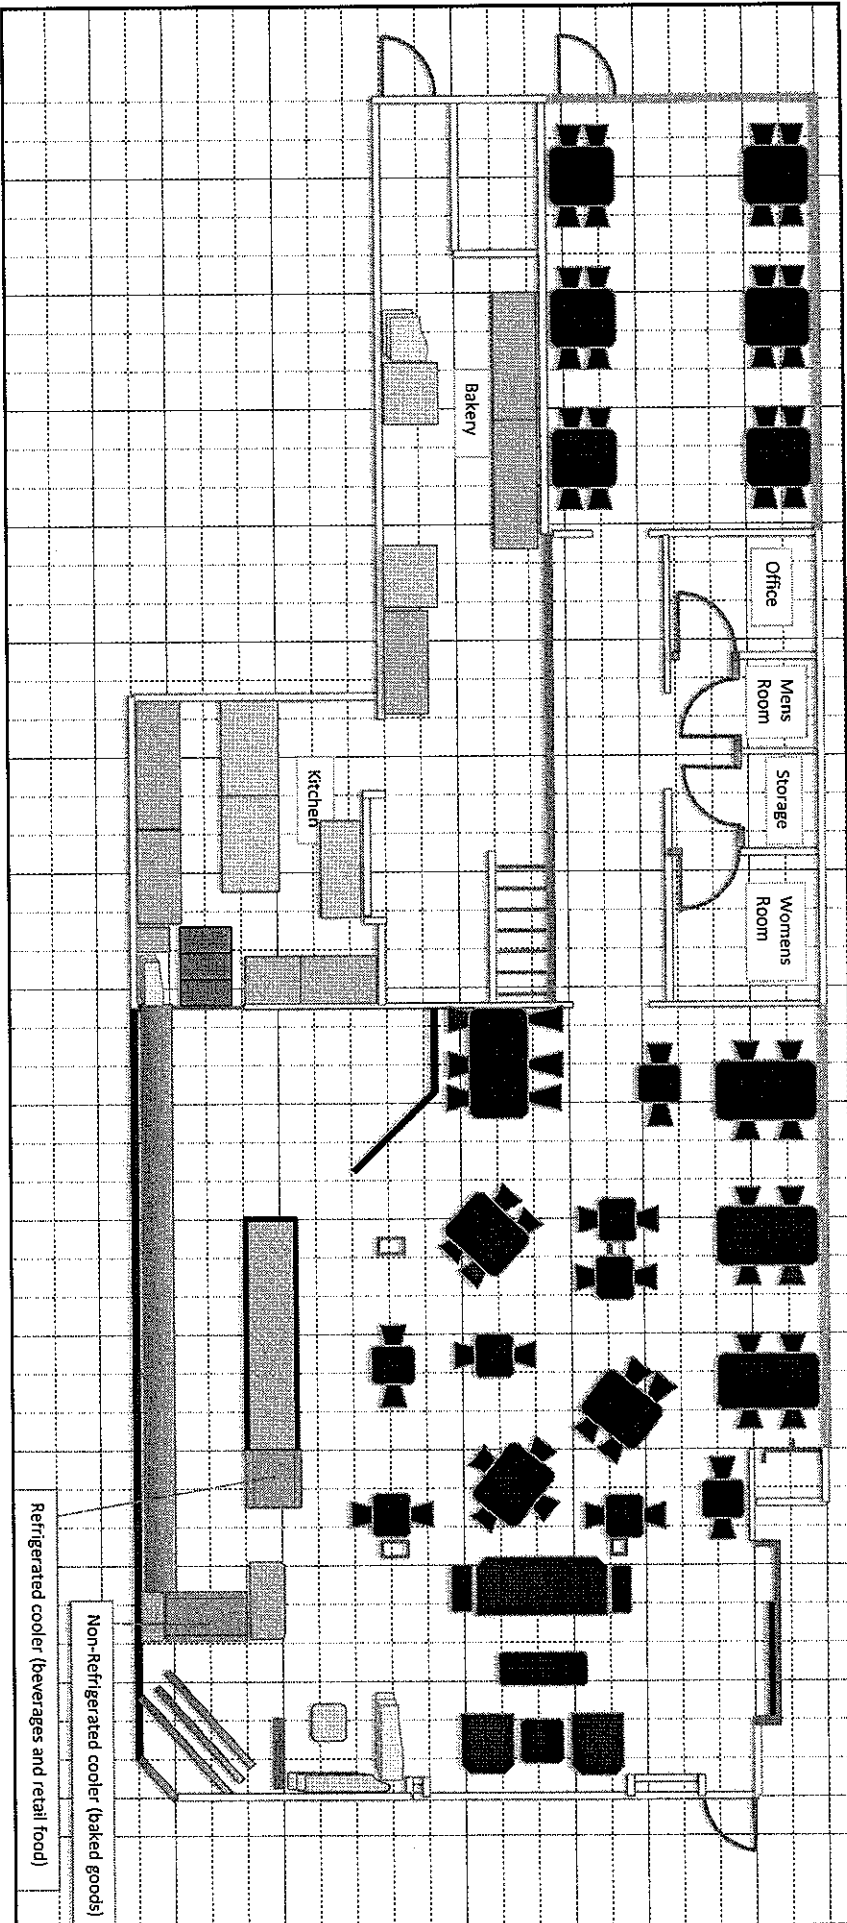 Office
Mens
Room
Storage
Womens
Room
Bakery
Kitchen
Non-Refrigerated cooler (baked goods)
Refrigerated cooler (beverages and retail food)